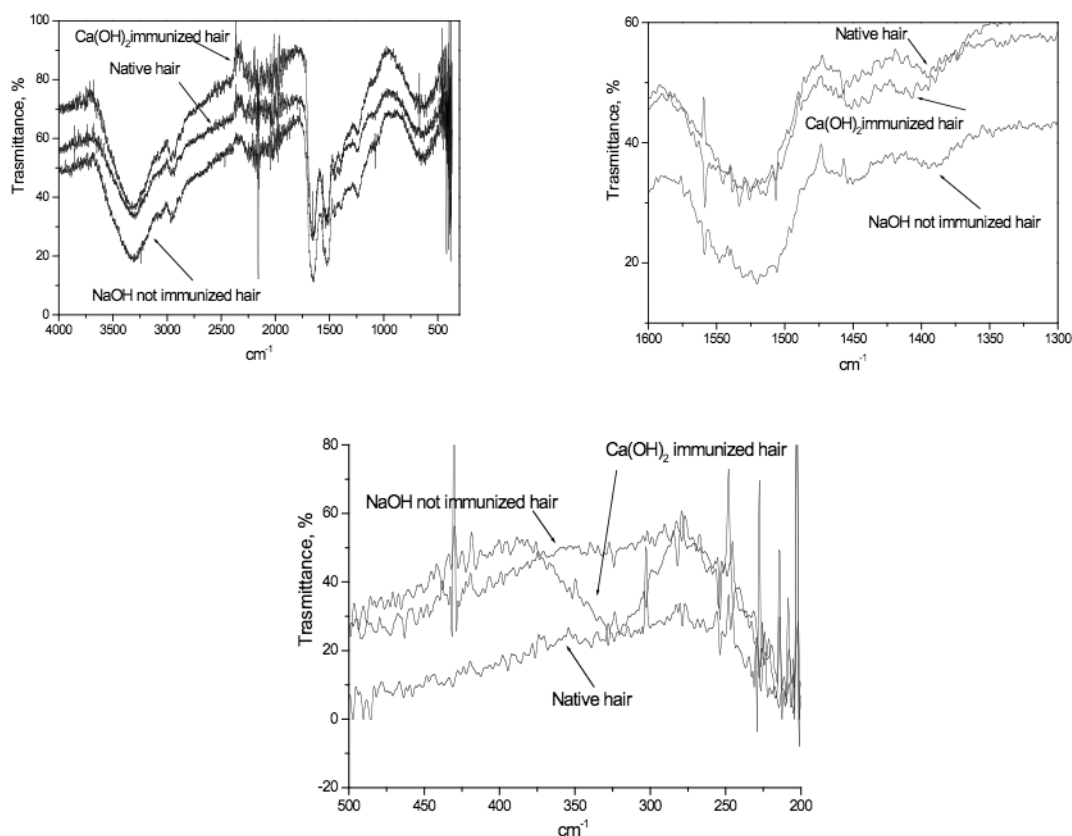 100
80
60
40
20
0
Trasmittance, %
Ca(OH)2immunized hair
Native hair
NaOH not immunized hair
4000 3500 3000 2500 2000 1500 1000 500
cm-1
60
40
20
Trasmittance, %
Native hair
Ca(OH)2immunized hair
NaOH not immunized hair
1600 1550 1500 1450 1400 1350 1300
cm-1
80
60
40
20
0
-20
Trasmittance, %
Ca(OH)2 immunized hair
NaOH not immunized hair
Native hair
500 450 400 350 300 250 200
cm-1